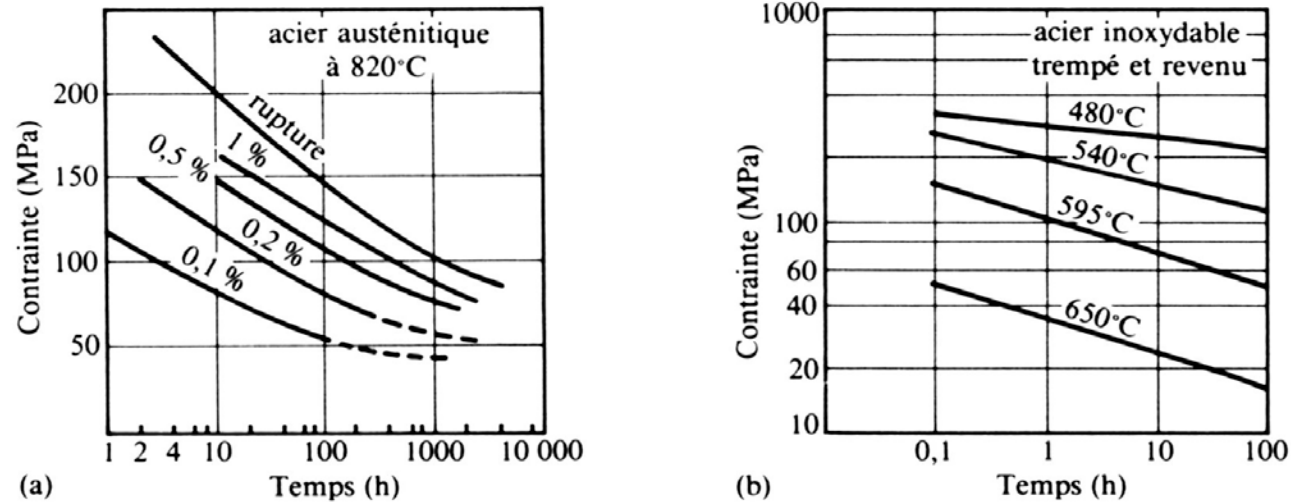 acier austénitique
à 820°C
200
150
100
50
Contrainte (MPa)
rupture
1 %
0,5 %
0,2 %
0,1 %
1 2 4 10 100 1000 10 000
(a) Temps (h)
1000
100
60
40
20
10
Contrainte (MPa)
acier inoxydable
trempé et revenu
480°C
540°C
595°C
650°C
0,1 1 10 100
(b) Temps (h)